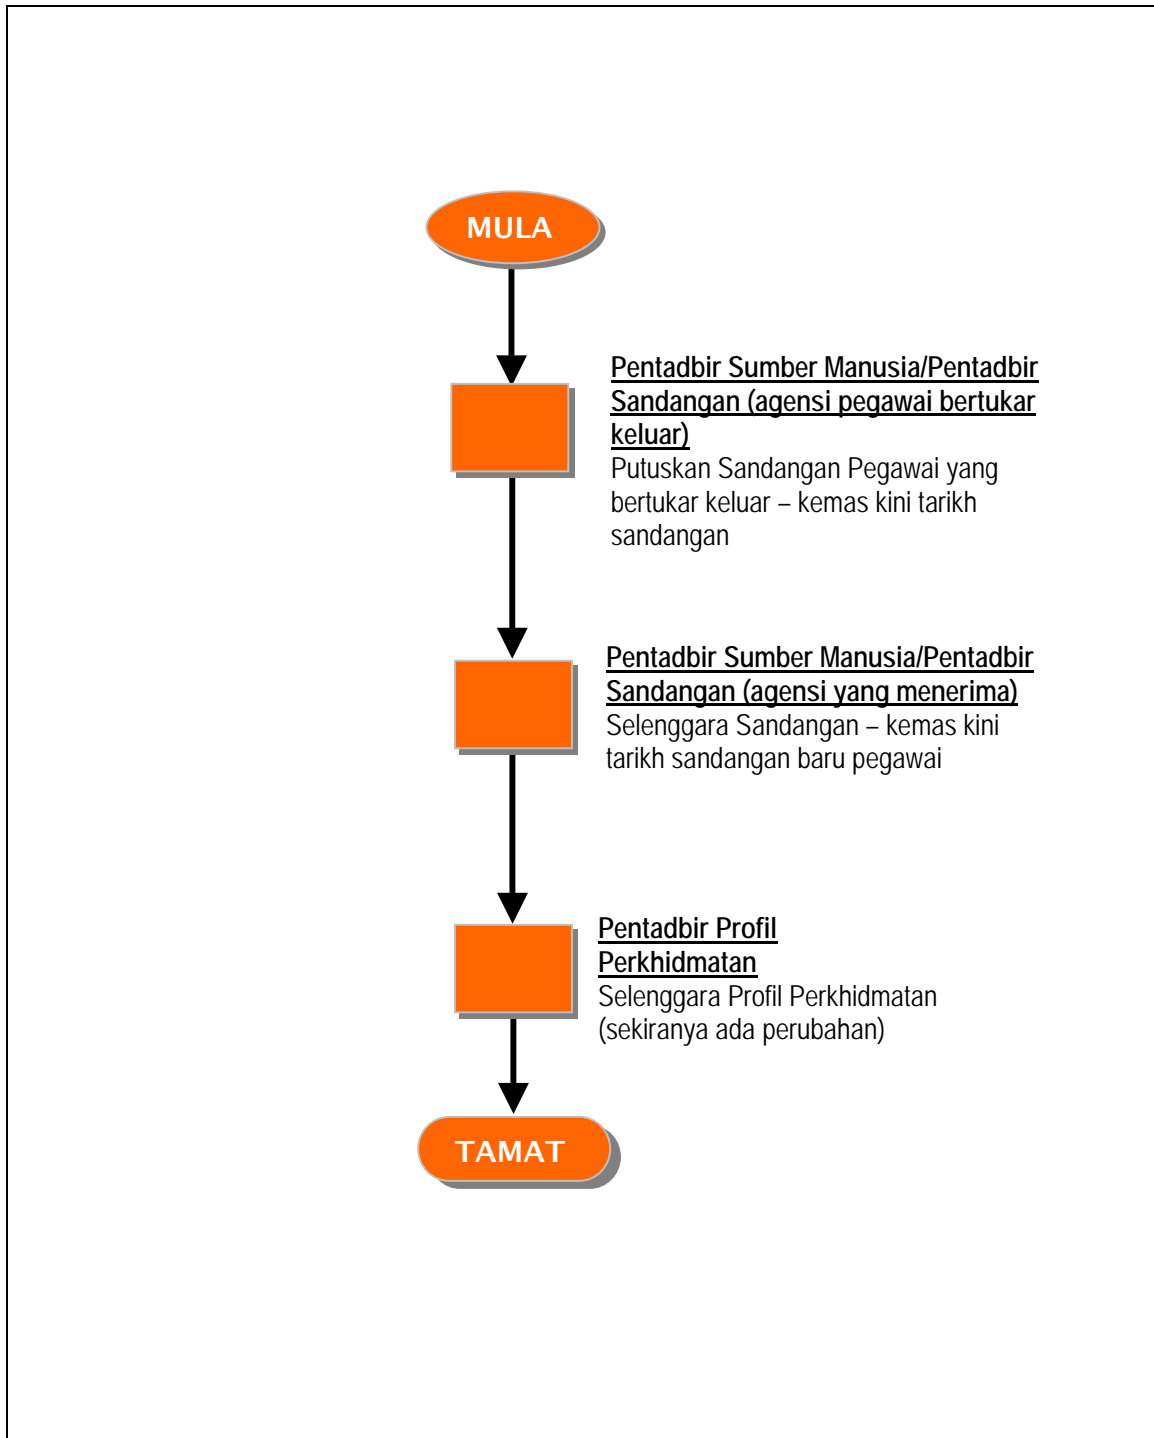 MULA
Pentadbir Sumber Manusia/Pentadbir
Sandangan (agensi pegawai bertukar
keluar)
Putuskan Sandangan Pegawai yang
bertukar keluar – kemas kini tarikh
sandangan
Pentadbir Sumber Manusia/Pentadbir
Sandangan (agensi yang menerima)
Selenggara Sandangan – kemas kini
tarikh sandangan baru pegawai
Pentadbir Profil
Perkhidmatan
Selenggara Profil Perkhidmatan
(sekiranya ada perubahan)
TAMAT